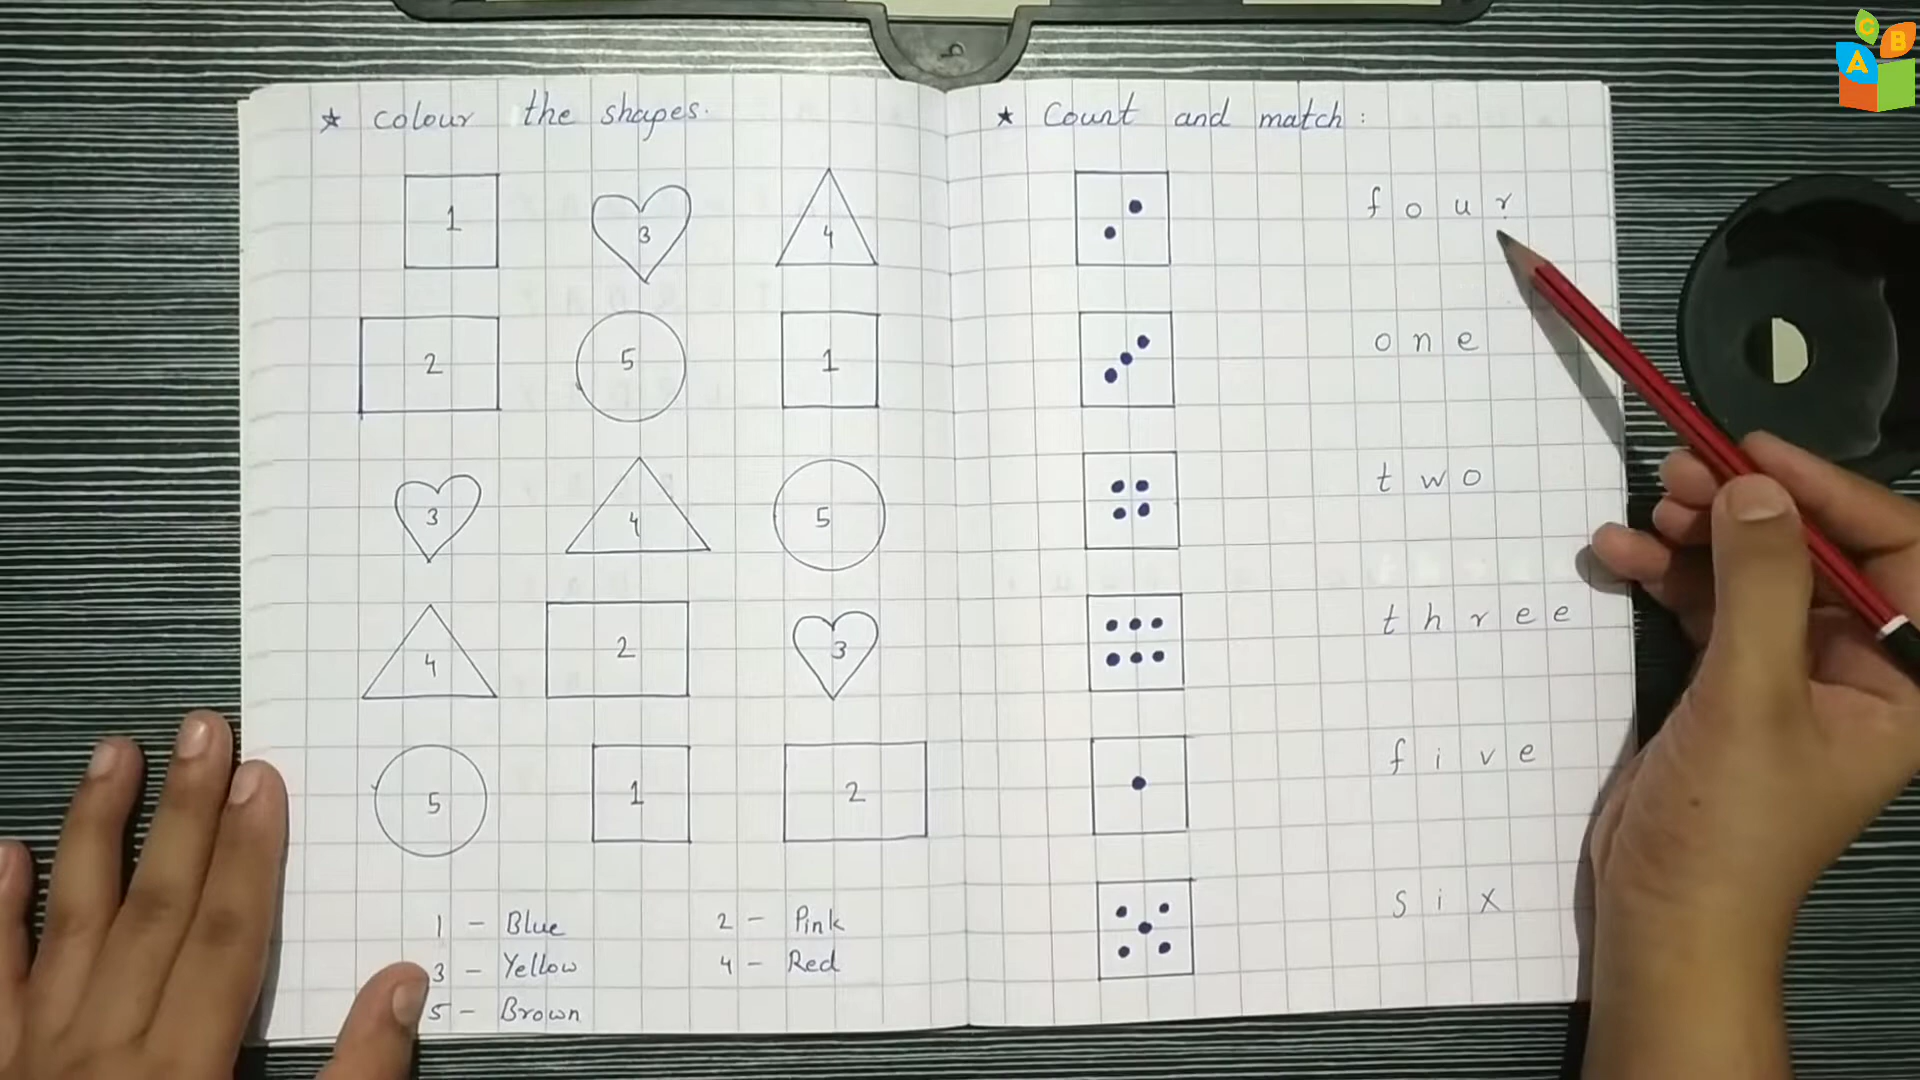 ★ colour the shapes.
1 3 4
2 5 1
3 4 5
4 2 3
5 1 2
1 - Blue 2 - Pink
3 - Yellow 4 - Red
5 - Brown
★ Count and match :
four
one
two
three
five
six
A C B